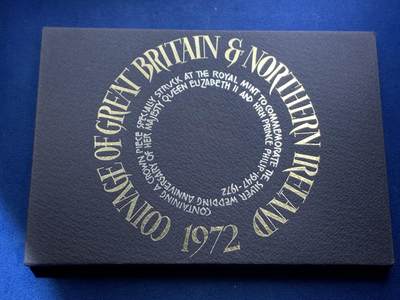 COINAGE OF GREAT BRITAIN & NORTHERN IRELAND
1972
CONTAINING A CROWN PIECE SPECIALLY STRUCK AT THE ROYAL MINT TO COMMEMORATE THE SILVER WEDDING ANNIVERSARY OF HER MAJESTY QUEEN ELIZABETH II AND HRH PRINCE PHILIP 1947-1972